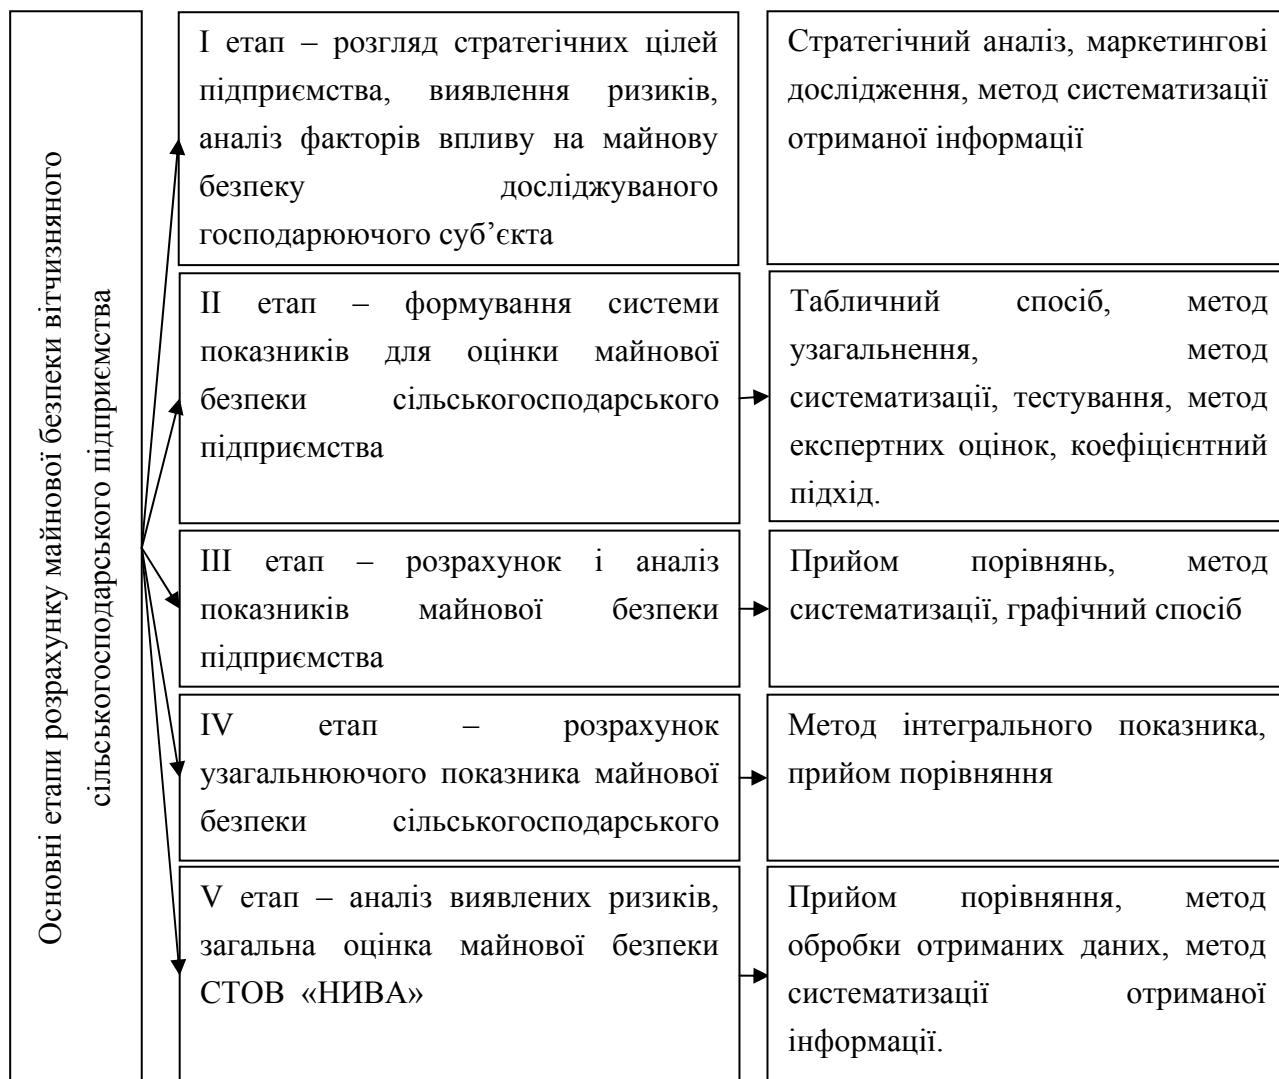 Основні етапи розрахунку майнової безпеки вітчизняного
сільськогосподарського підприємства
І етап – розгляд стратегічних цілей
підприємства, виявлення ризиків,
аналіз факторів впливу на майнову
безпеку досліджуваного
господарюючого суб’єкта
Стратегічний аналіз, маркетингові
дослідження, метод систематизації
отриманої інформації
ІІ етап – формування системи
показників для оцінки майнової
безпеки сільськогосподарського
підприємства
Табличний спосіб, метод
узагальнення, метод
систематизації, тестування, метод
експертних оцінок, коефіцієнтний
підхід.
ІІІ етап – розрахунок і аналіз
показників майнової безпеки
підприємства
Прийом порівнянь, метод
систематизації, графічний спосіб
IV етап – розрахунок
узагальнюючого показника майнової
безпеки сільськогосподарського
Метод інтегрального показника,
прийом порівняння
V етап – аналіз виявлених ризиків,
загальна оцінка майнової безпеки
СТОВ «НИВА»
Прийом порівняння, метод
обробки отриманих даних, метод
систематизації отриманої
інформації.